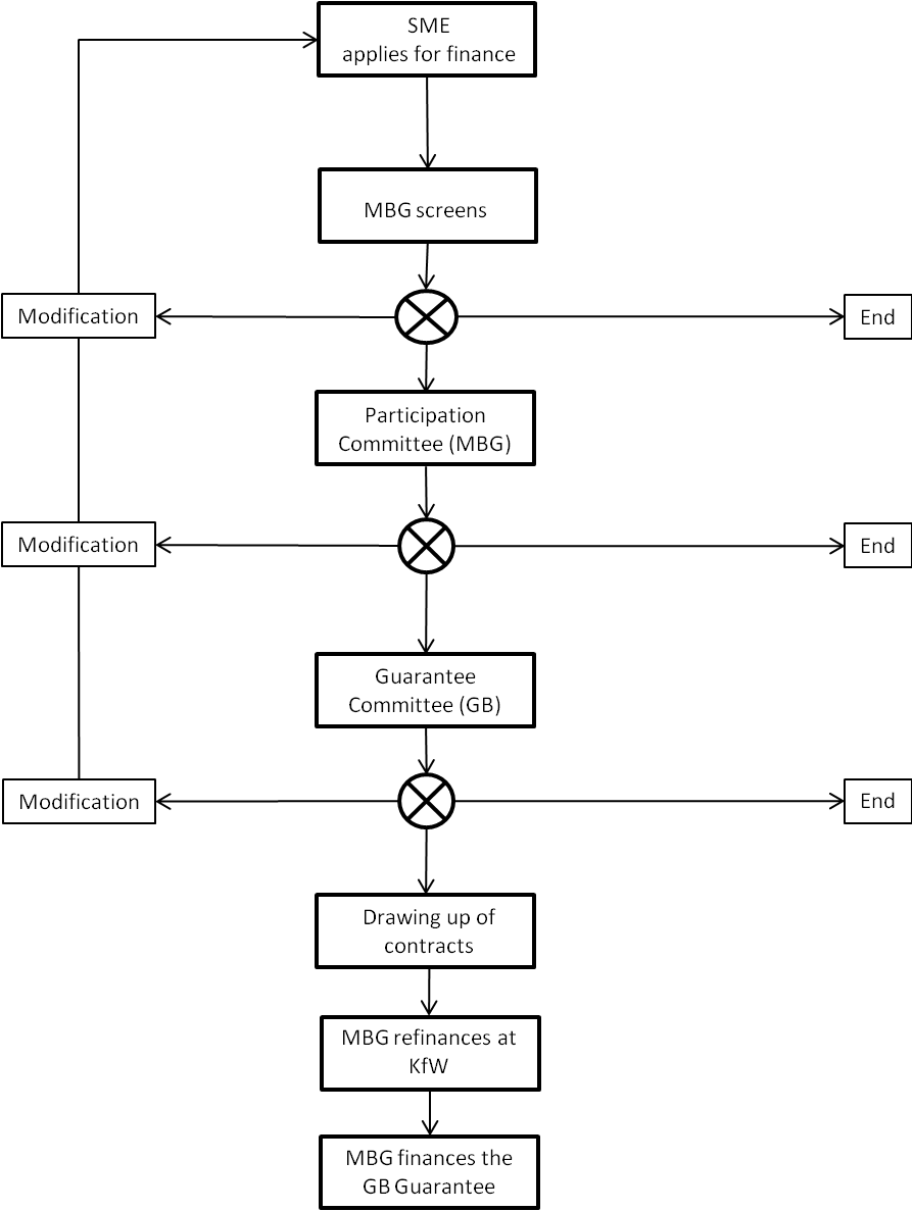 SME
applies for finance
MBG screens
Modification
End
Participation
Committee (MBG)
Modification
End
Guarantee
Committee (GB)
Modification
End
Drawing up of
contracts
MBG refinances at
KfW
MBG finances the
GB Guarantee